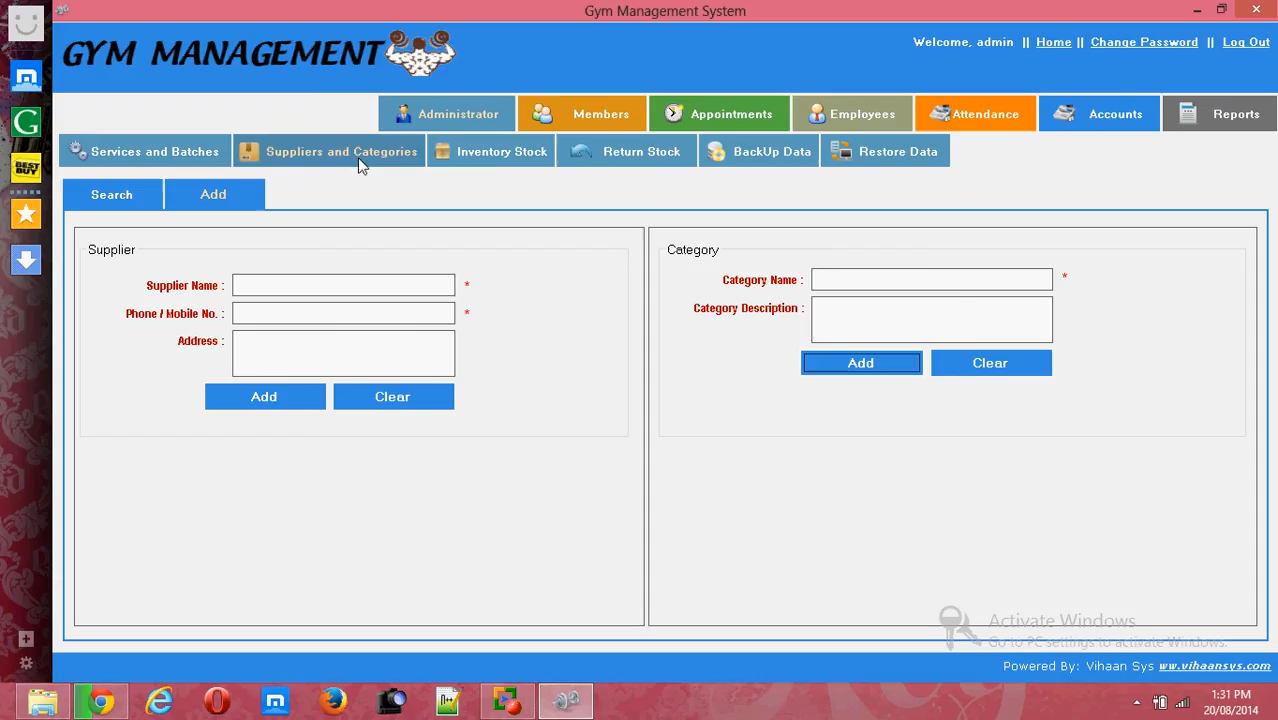 Gym Management System
GYM MANAGEMENT
Welcome, admin || Home || Change Password || Log Out
Administrator Members Appointments Employees Attendance Accounts Reports
Services and Batches Suppliers and Categories Inventory Stock Return Stock BackUp Data Restore Data
Search Add
Supplier
Supplier Name : *
Phone / Mobile No. : *
Address :
Add Clear
Category
Category Name : *
Category Description :
Add Clear
Activate Windows
Go to PC settings to activate Windows.
Powered By: Vihaan Sys www.vihaansys.com
G
BEST BUY
1:31 PM
20/08/2014